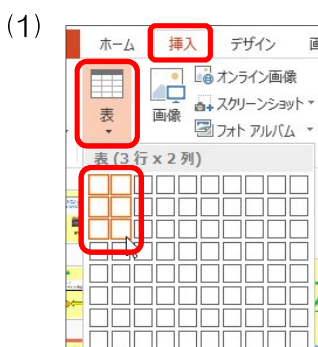 (1)
ホーム 挿入 デザイン
表
画像
オンライン画像
スクリーンショット
フォト アルバム
表 (3 行 x 2 列)